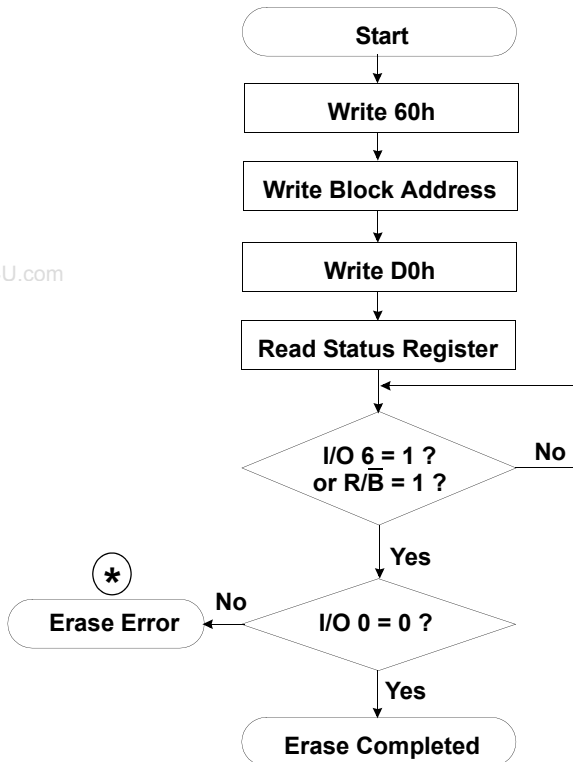 Start
Write 60h
Write Block Address
U.com
Write D0h
Read Status Register
I/O 6 = 1 ?
or R/B̅ = 1 ?
No
Yes
*
No
Erase Error
I/O 0 = 0 ?
Yes
Erase Completed